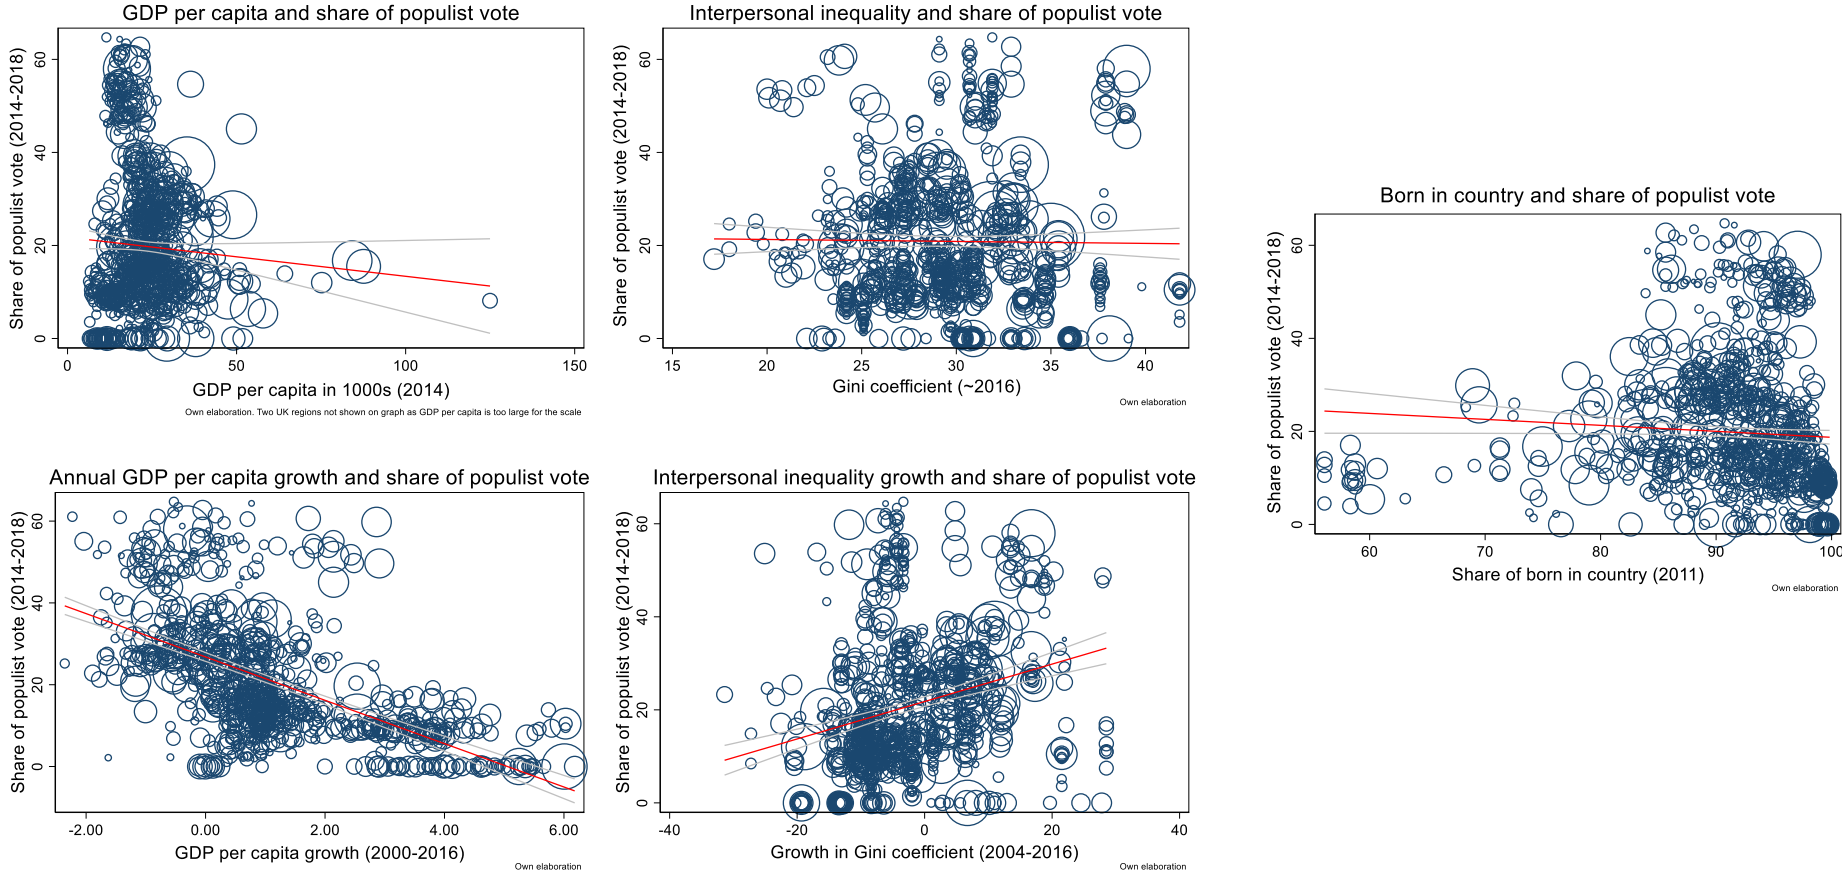 GDP per capita and share of populist vote
Share of populist vote (2014-2018)
60
40
20
0
0 50 100 150
GDP per capita in 1000s (2014)
Own elaboration. Two UK regions not shown on graph as GDP per capita is too large for the scale
Interpersonal inequality and share of populist vote
Share of populist vote (2014-2018)
60
40
20
0
15 20 25 30 35 40
Gini coefficient (~2016)
Own elaboration
Born in country and share of populist vote
Share of populist vote (2014-2018)
60
40
20
0
60 70 80 90 100
Share of born in country (2011)
Own elaboration
Annual GDP per capita growth and share of populist vote
Share of populist vote (2014-2018)
60
40
20
0
-2.00 0.00 2.00 4.00 6.00
GDP per capita growth (2000-2016)
Own elaboration
Interpersonal inequality growth and share of populist vote
Share of populist vote (2014-2018)
60
40
20
0
-40 -20 0 20 40
Growth in Gini coefficient (2004-2016)
Own elaboration